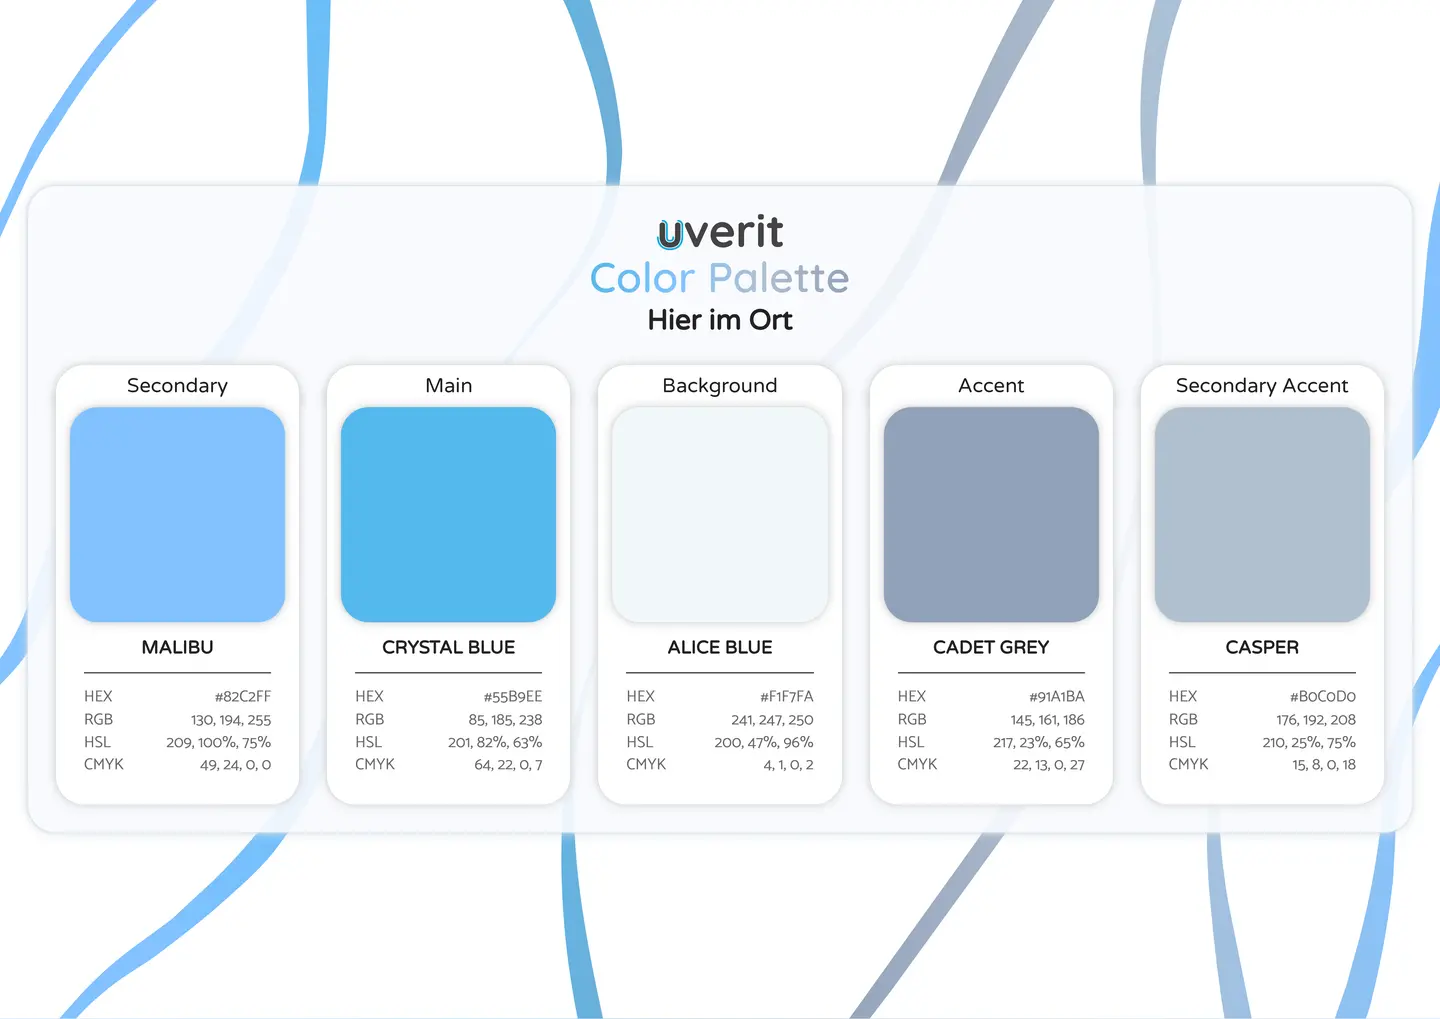 uverit
Color Palette
Hier im Ort
Secondary
MALIBU
HEX #82C2FF
RGB 130, 194, 255
HSL 209, 100%, 75%
CMYK 49, 24, 0, 0
Main
CRYSTAL BLUE
HEX #55B9EE
RGB 85, 185, 238
HSL 201, 82%, 63%
CMYK 64, 22, 0, 7
Background
ALICE BLUE
HEX #F1F7FA
RGB 241, 247, 250
HSL 200, 47%, 96%
CMYK 4, 1, 0, 2
Accent
CADET GREY
HEX #91A1BA
RGB 145, 161, 186
HSL 217, 23%, 65%
CMYK 22, 13, 0, 27
Secondary Accent
CASPER
HEX #B0C0D0
RGB 176, 192, 208
HSL 210, 25%, 75%
CMYK 15, 8, 0, 18